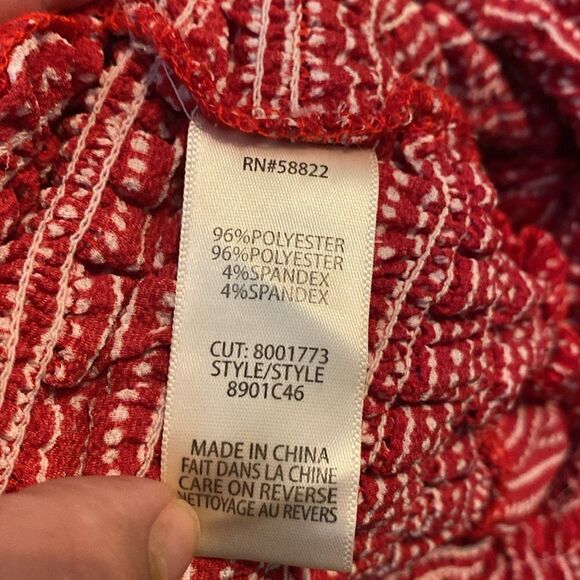 RN#58822
96%POLYESTER
96%POLYESTER
4%SPANDEX
4%SPANDEX
CUT: 8001773
STYLE/STYLE
8901C46
MADE IN CHINA
FAIT DANS LA CHINE
CARE ON REVERSE
NETTOYAGE AU REVERS